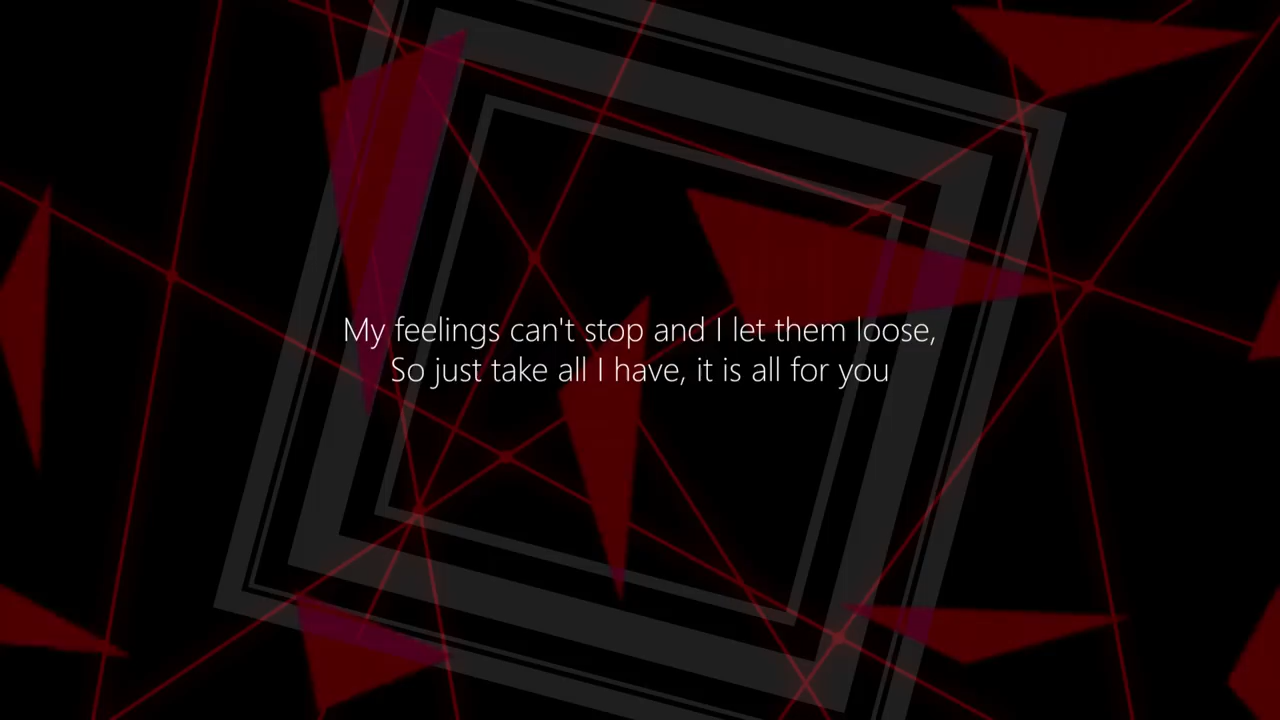 My feelings can't stop and I let them loose,
So just take all I have, it is all for you